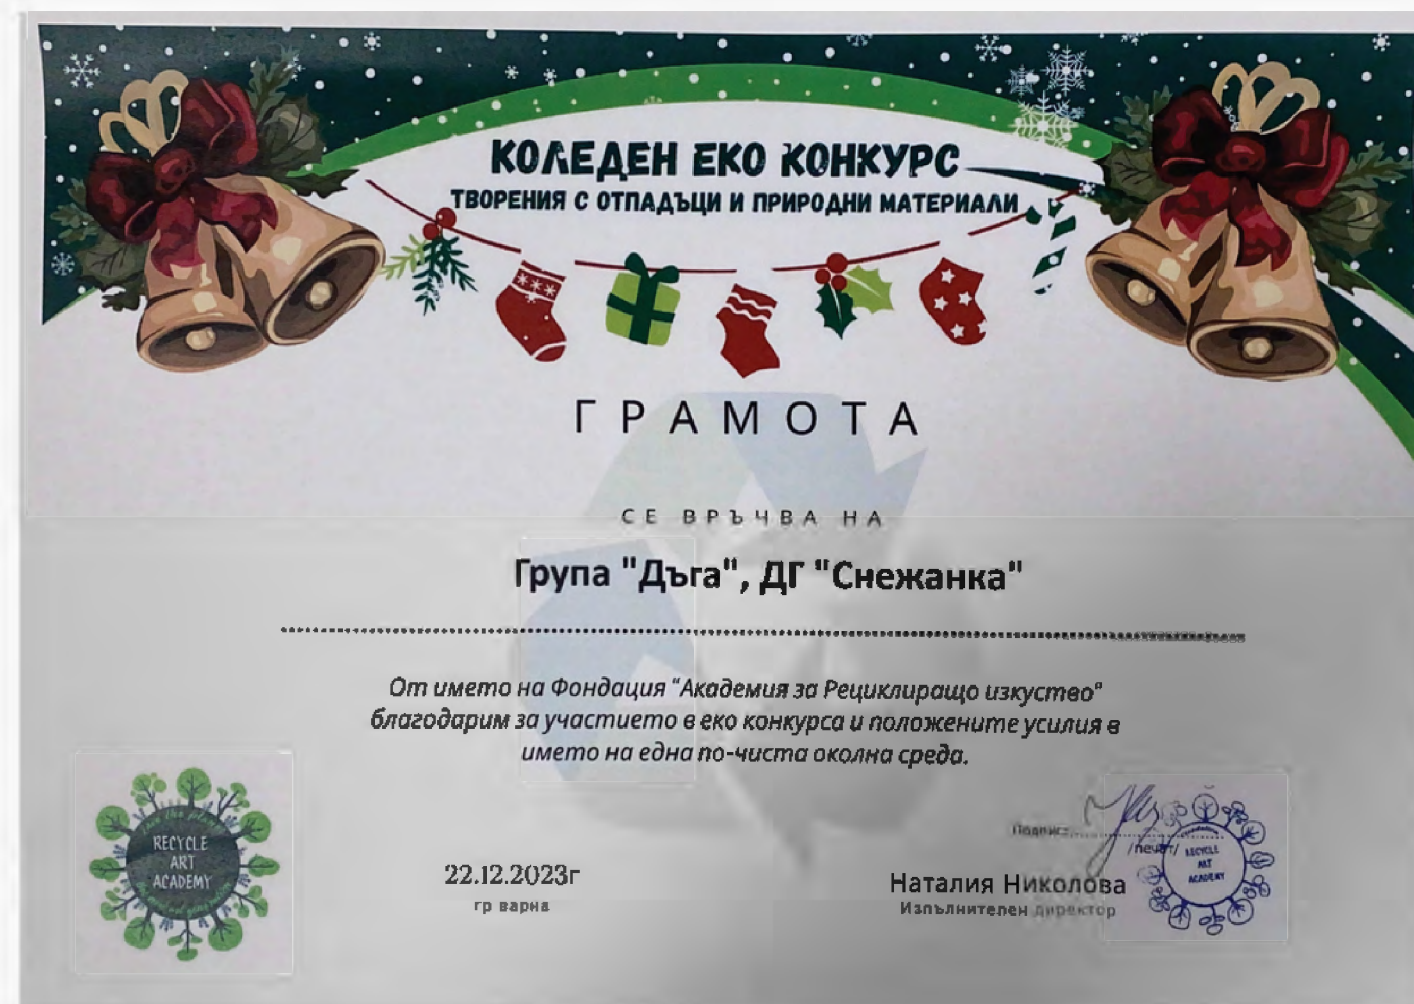 КОЛЕДЕН ЕКО КОНКУРС
ТВОРЕНИЯ С ОТПАДЪЦИ И ПРИРОДНИ МАТЕРИАЛИ
ГРАМОТА
СЕ ВРЪЧВА НА
Група "Дъга", ДГ "Снежанка"
От името на Фондация "Академия за Рециклиращо изкуство"
благодарим за участието в еко конкурса и положените усилия в
името на една по-чиста околна среда.
RECYCLE
ART
ACADEMY
22.12.2023г
гр варна
Подпис:
/печат/
RECYCLE
ART
ACADEMY
Наталия Николова
Изпълнителен директор